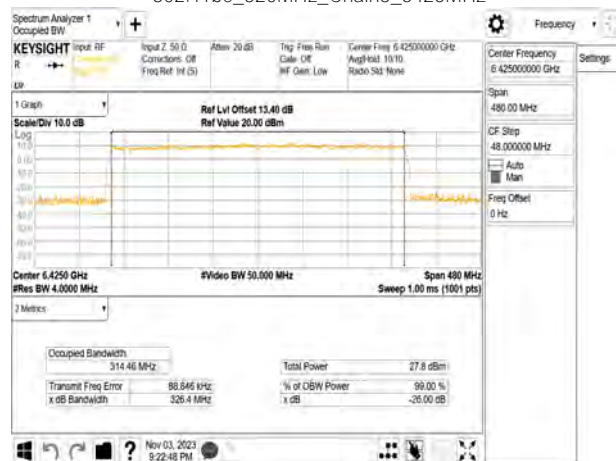 Spectrum Analyzer 1
Occupied BW
Frequency
KEYSIGHT Input: RF
R
Input Z: 50 Ω
Corrections: Off
Freq Ref: Int (S)
Atten: 20 dB
Trig: Free Run
Gate: Off
#IF Gain: Low
Center Freq: 6.425000000 GHz
Avg|Hold: 10/10
Radio Std: None
Center Frequency
6.425000000 GHz
Settings
Span
480.00 MHz
CF Step
48.000000 MHz
Auto
Man
Freq Offset
0 Hz
1 Graph
Scale/Div 10.0 dB
Ref Lvl Offset 13.40 dB
Ref Value 20.00 dBm
Log
Center 6.4250 GHz
#Res BW 4.0000 MHz
#Video BW 50.000 MHz
Span 480 MHz
Sweep 1.00 ms (1001 pts)
2 Metrics
Occupied Bandwidth
314.46 MHz
Total Power 27.8 dBm
Transmit Freq Error 88.846 kHz
% of OBW Power 99.00 %
x dB Bandwidth 326.4 MHz
x dB -26.00 dB
Nov 03, 2023
9:22:48 PM